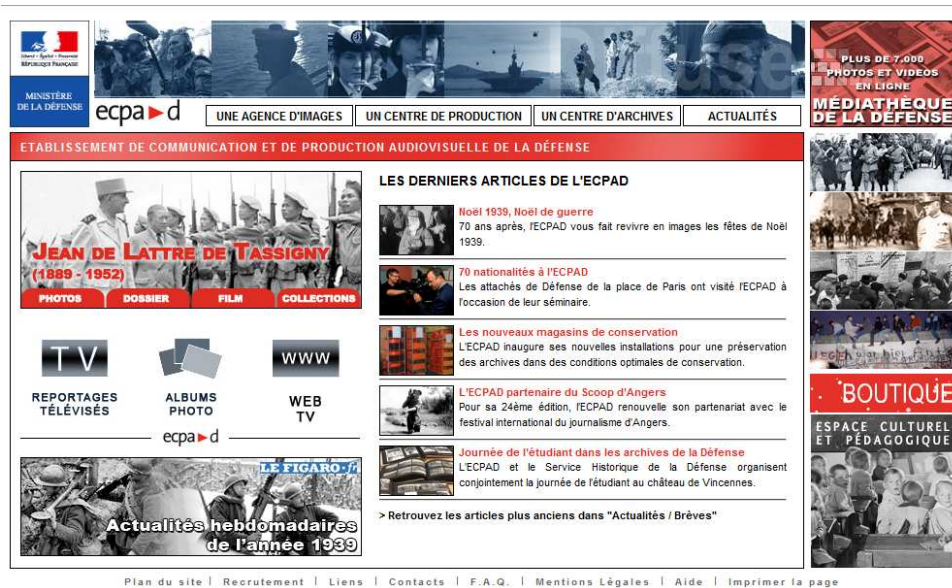 Liberté • Égalité • Fraternité
RÉPUBLIQUE FRANÇAISE
MINISTÈRE
DE LA DÉFENSE
ecpa d
Diffuse
UNE AGENCE D'IMAGES
UN CENTRE DE PRODUCTION
UN CENTRE D'ARCHIVES
ACTUALITÉS
PLUS DE 7.000
PHOTOS ET VIDEOS
EN LIGNE
MÉDIATHÈQUE
DE LA DÉFENSE
ETABLISSEMENT DE COMMUNICATION ET DE PRODUCTION AUDIOVISUELLE DE LA DÉFENSE
JEAN DE LATTRE DE TASSIGNY
(1889 - 1952)
PHOTOS
DOSSIER
FILM
COLLECTIONS
TV
REPORTAGES
TÉLÉVISÉS
ALBUMS
PHOTO
www
WEB
TV
ecpa d
LE FIGARO.fr
Actualités hebdomadaires
de l'année 1939
LES DERNIERS ARTICLES DE L'ECPAD
Noël 1939, Noël de guerre
70 ans après, l'ECPAD vous fait revivre en images les fêtes de Noël
1939.
70 nationalités à l'ECPAD
Les attachés de Défense de la place de Paris ont visité l'ECPAD à
l'occasion de leur séminaire.
Les nouveaux magasins de conservation
L'ECPAD inaugure ses nouvelles installations pour une préservation
des archives dans des conditions optimales de conservation.
L'ECPAD partenaire du Scoop d'Angers
Pour sa 24ème édition, l'ECPAD renouvelle son partenariat avec le
festival international du journalisme d'Angers.
Journée de l'étudiant dans les archives de la Défense
L'ECPAD et le Service Historique de la Défense organisent
conjointement la journée de l'étudiant au château de Vincennes.
> Retrouvez les articles plus anciens dans "Actualités / Brèves"
BOUTIQUE
ESPACE CULTUREL
ET PÉDAGOGIQUE
Plan du site | Recrutement | Liens | Contacts | F.A.Q. | Mentions Légales | Aide | Imprimer la page